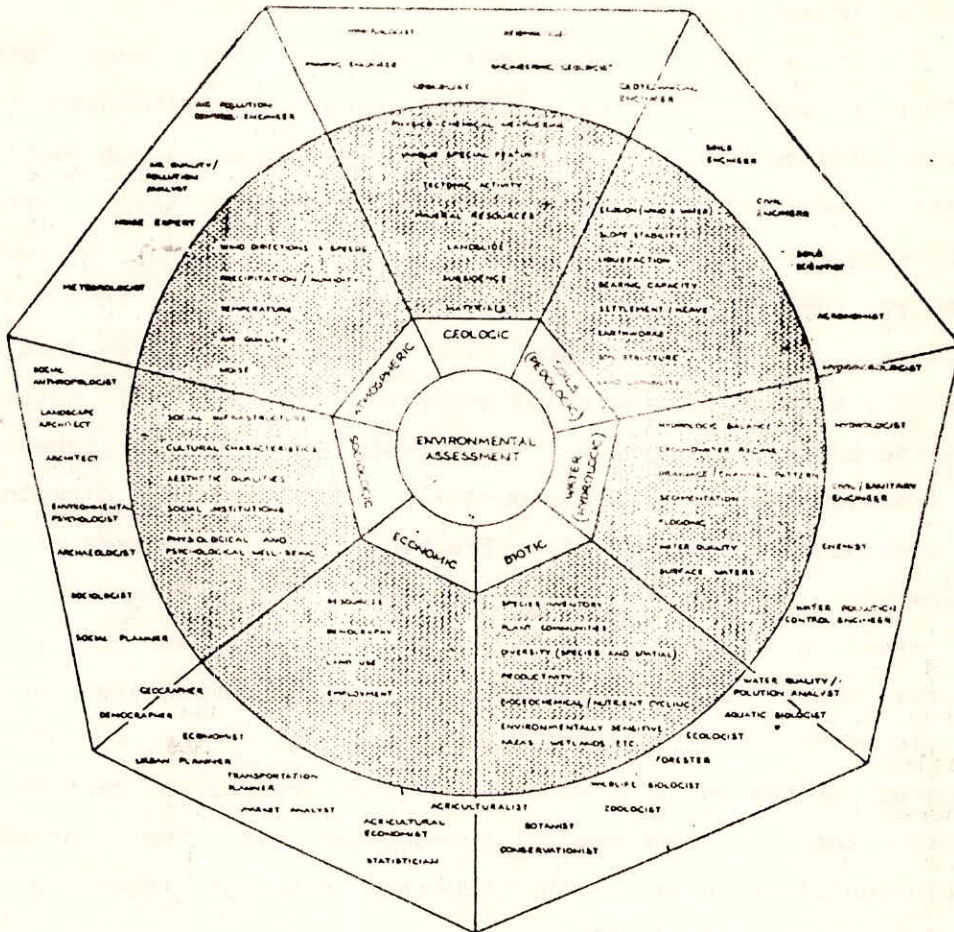 MINING ENGINEER
ENGINEERING GEOLOGIST
GEOLOGIST
GEOTECHNICAL
ENGINEER
AIR POLLUTION
CONTROL ENGINEER
AIR QUALITY /
POLLUTION
ANALYST
NOISE EXPERT
METEOROLOGIST
SOILS
ENGINEER
CIVIL
ENGINEERS
SOILS
SCIENTIST
AGRONOMIST
PHYSICO-CHEMICAL WEATHERING
UNIQUE SPECIAL FEATURES
TECTONIC ACTIVITY
MINERAL RESOURCES
LANDSLIDE
SUBSIDENCE
MATERIALS
WIND DIRECTIONS & SPEEDS
PRECIPITATION / HUMIDITY
TEMPERATURE
AIR QUALITY
NOISE
EROSION (WIND & WATER)
SLOPE STABILITY
LIQUEFACTION
BEARING CAPACITY
SETTLEMENT / HEAVE
EARTHWORKS
SOIL STRUCTURE
GEOLOGIC
SOILS
(PEDOLOGIC)
WATER
(HYDROLOGIC)
BIOTIC
ECONOMIC
SOCIOLOGIC
ATMOSPHERIC
ENVIRONMENTAL
ASSESSMENT
SOCIAL
ANTHROPOLOGIST
LANDSCAPE
ARCHITECT
ARCHITECT
ENVIRONMENTAL
PSYCHOLOGIST
ARCHAEOLOGIST
SOCIOLOGIST
SOCIAL PLANNER
SOCIAL INFRASTRUCTURE
CULTURAL CHARACTERISTICS
AESTHETIC QUALITIES
SOCIAL INSTITUTIONS
PHYSIOLOGICAL AND
PSYCHOLOGICAL WELL-BEING
HYDROLOGIC BALANCE
GROUNDWATER REGIME
DRAINAGE / CHANNEL PATTERN
SEGMENTATION
FLOODING
WATER QUALITY
SURFACE WATERS
HYDROLOGIST
CIVIL / SANITARY
ENGINEER
CHEMIST
WATER POLLUTION
CONTROL ENGINEER
RESOURCES
DEMOGRAPHY
LAND USE
EMPLOYMENT
SPECIES INVENTORY
PLANT COMMUNITIES
DIVERSITY (SPECIES AND SPATIAL)
PRODUCTIVITY
BIOGEOCHEMICAL / NUTRIENT CYCLING
ENVIRONMENTALLY SENSITIVE
WETLANDS, ETC.
GEOGRAPHER
DEMOGRAPHER
ECONOMIST
URBAN PLANNER
TRANSPORTATION
PLANNER
MARKET ANALYST
AGRICULTURAL
ECONOMIST
STATISTICIAN
AGRICULTURALIST
WATER QUALITY /
POLUTION ANALYST
AQUATIC BIOLOGIST
ECOLOGIST
FORESTER
WILDLIFE BIOLOGIST
ZOOLOGIST
BOTANIST
CONSERVATIONIST